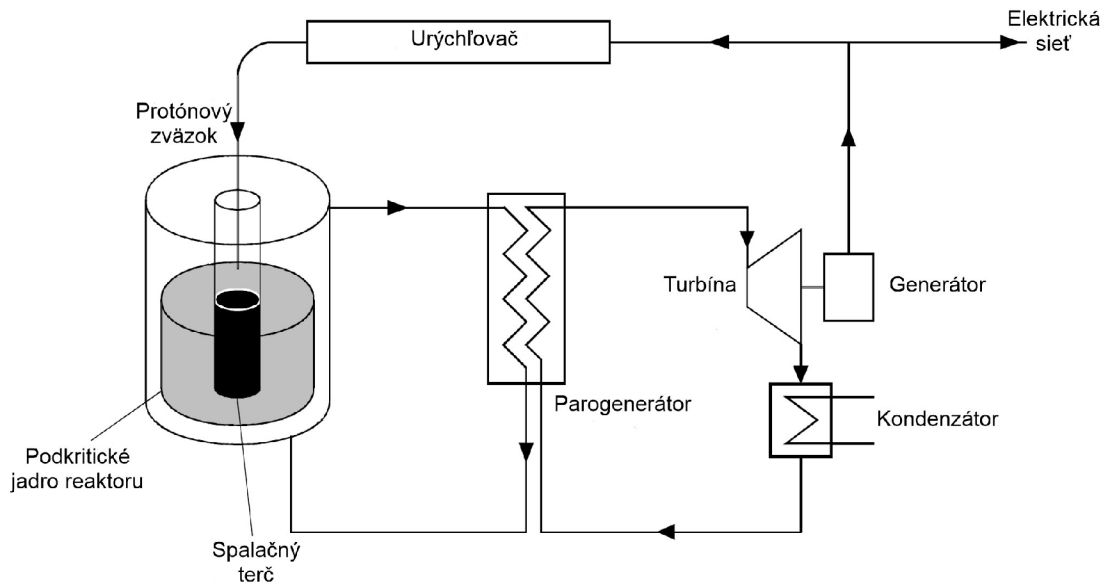 Elektrická
sieť
Urýchľovač
Protónový
zväzok
Turbína
Generátor
Parogenerátor
Kondenzátor
Podkritické
jadro reaktoru
Spalačný
terč